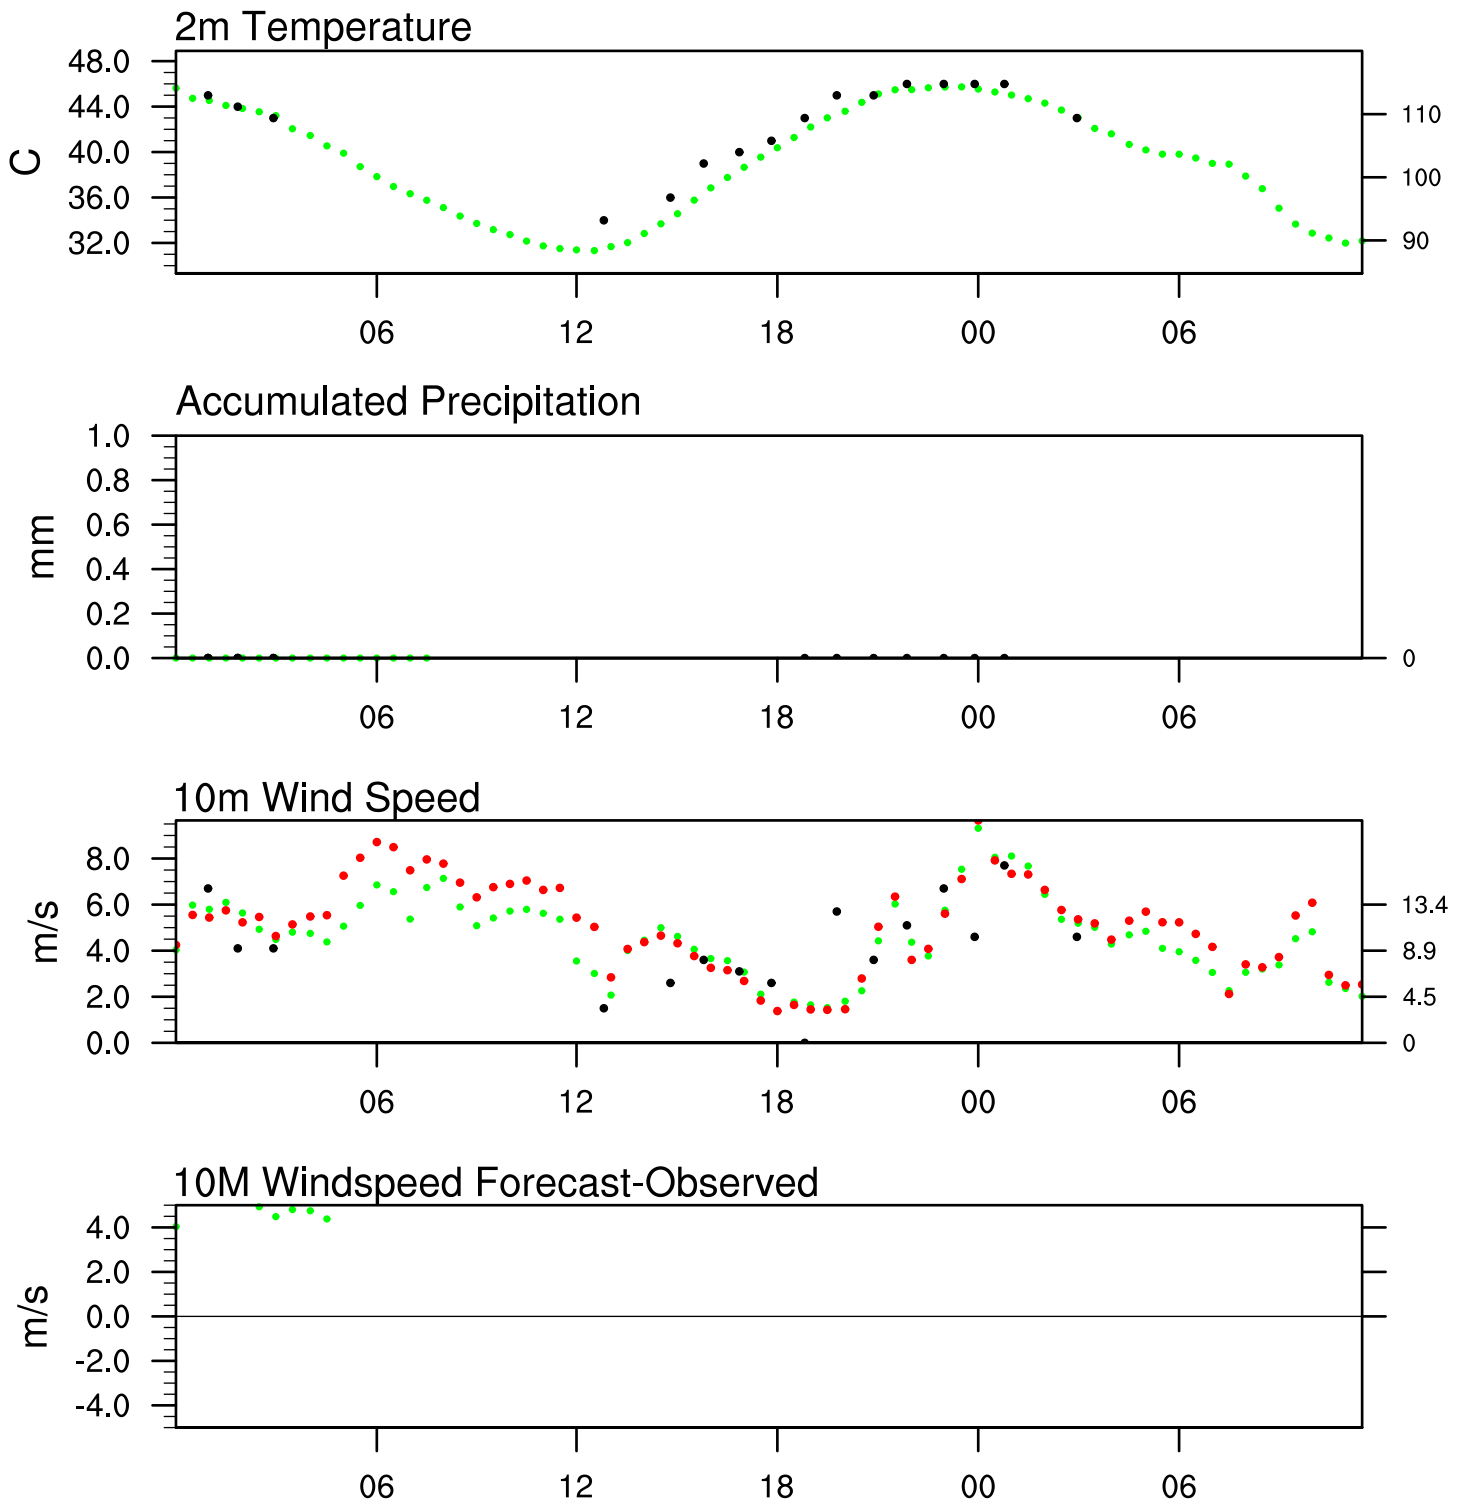 2m Temperature
48.0
44.0
40.0
36.0
32.0
C
110
100
90
06 12 18 00 06
Accumulated Precipitation
1.0
0.8
0.6
0.4
0.2
0.0
mm
0
06 12 18 00 06
10m Wind Speed
8.0
6.0
4.0
2.0
0.0
m/s
13.4
8.9
4.5
0
06 12 18 00 06
10M Windspeed Forecast-Observed
4.0
2.0
0.0
-2.0
-4.0
m/s
06 12 18 00 06